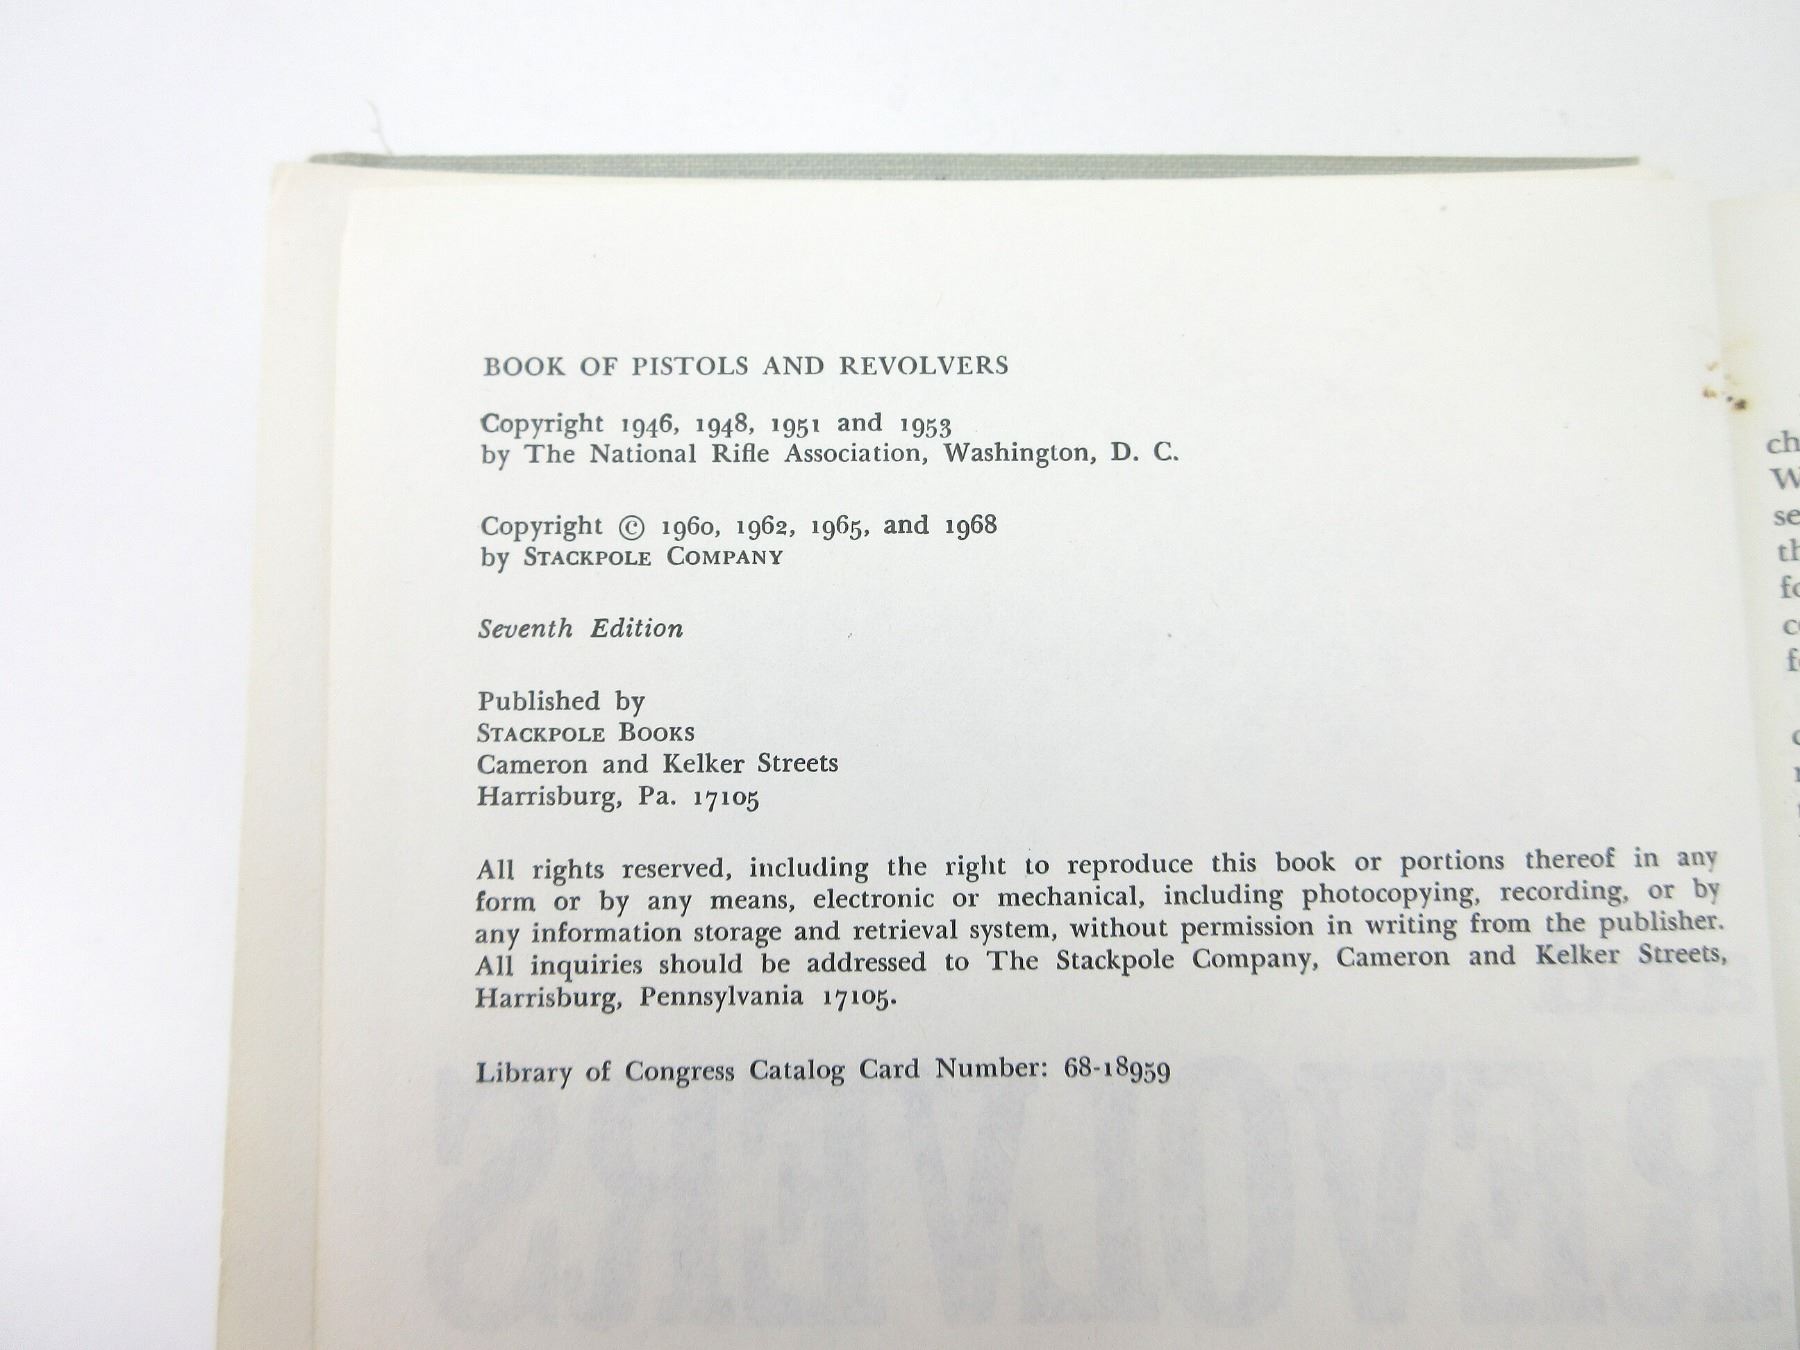 BOOK OF PISTOLS AND REVOLVERS
Copyright 1946, 1948, 1951 and 1953
by The National Rifle Association, Washington, D. C.
Copyright © 1960, 1962, 1965, and 1968
by STACKPOLE COMPANY
Seventh Edition
Published by
STACKPOLE BOOKS
Cameron and Kelker Streets
Harrisburg, Pa. 17105
All rights reserved, including the right to reproduce this book or portions thereof in any
form or by any means, electronic or mechanical, including photocopying, recording, or by
any information storage and retrieval system, without permission in writing from the publisher.
All inquiries should be addressed to The Stackpole Company, Cameron and Kelker Streets,
Harrisburg, Pennsylvania 17105.
Library of Congress Catalog Card Number: 68-18959
REVOLVERS